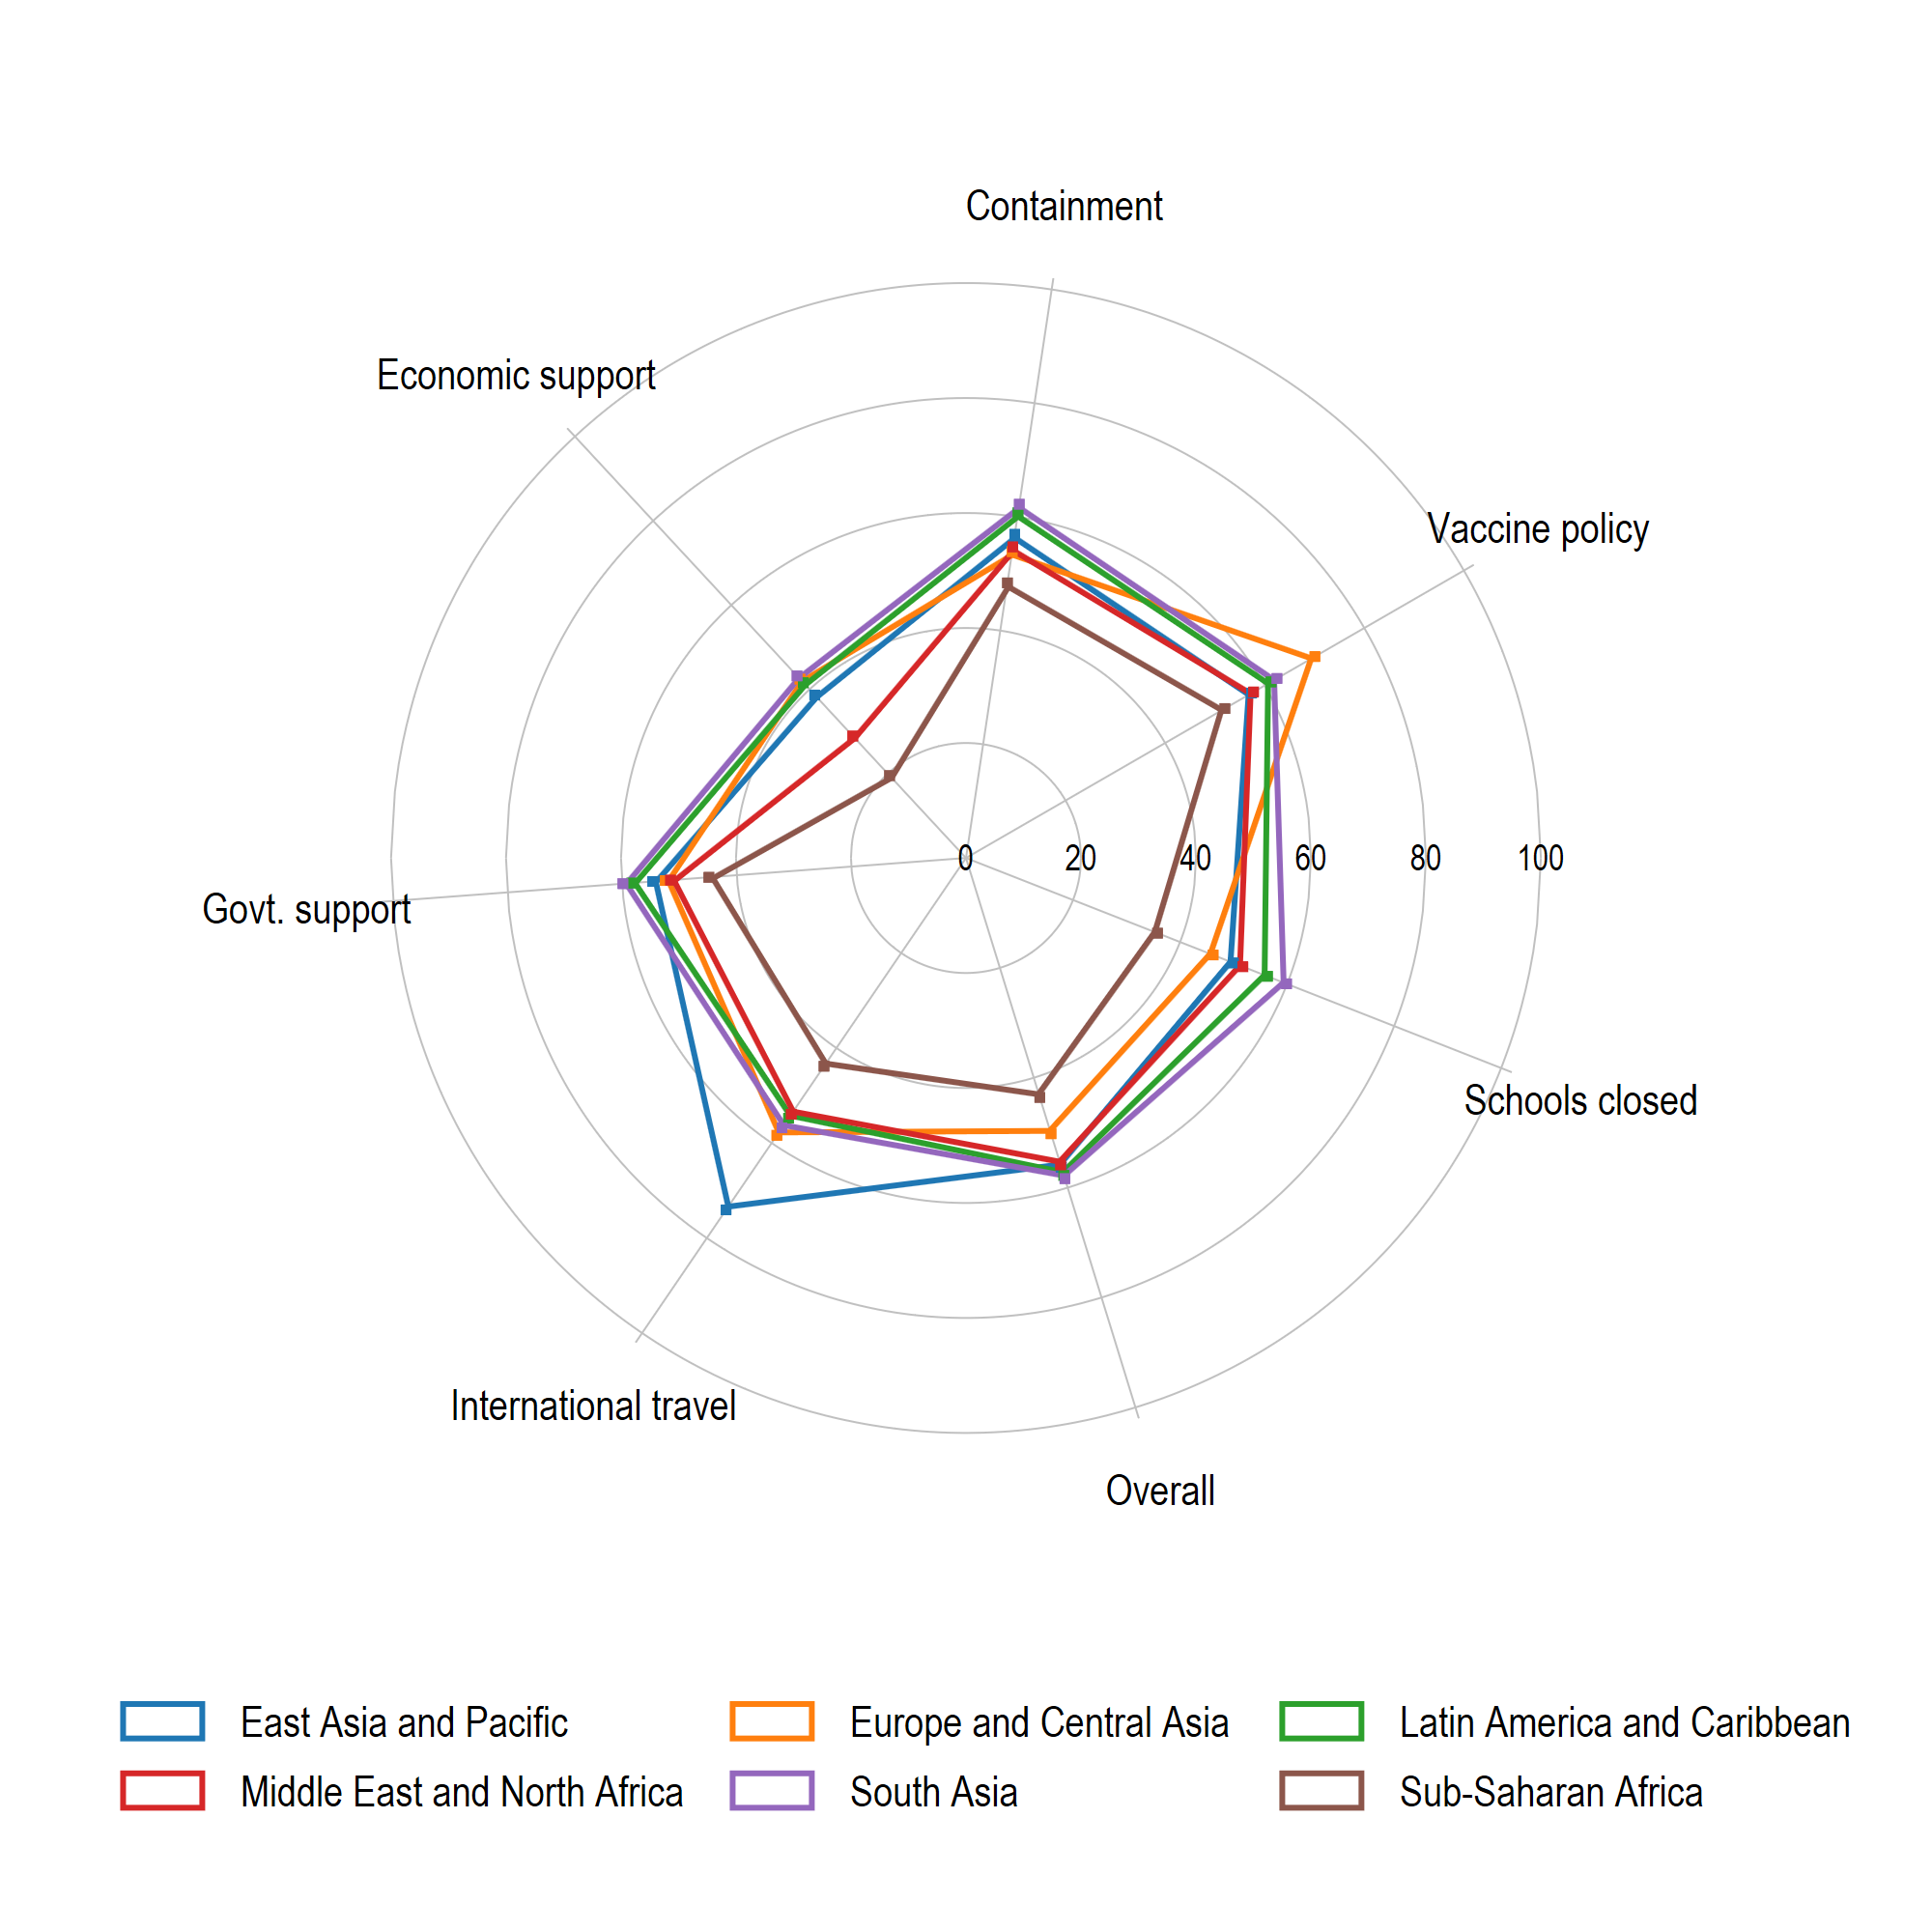 Containment
Economic support
Vaccine policy
0 20 40 60 80 100
Govt. support
Schools closed
International travel
Overall
East Asia and Pacific Europe and Central Asia Latin America and Caribbean
Middle East and North Africa South Asia Sub-Saharan Africa